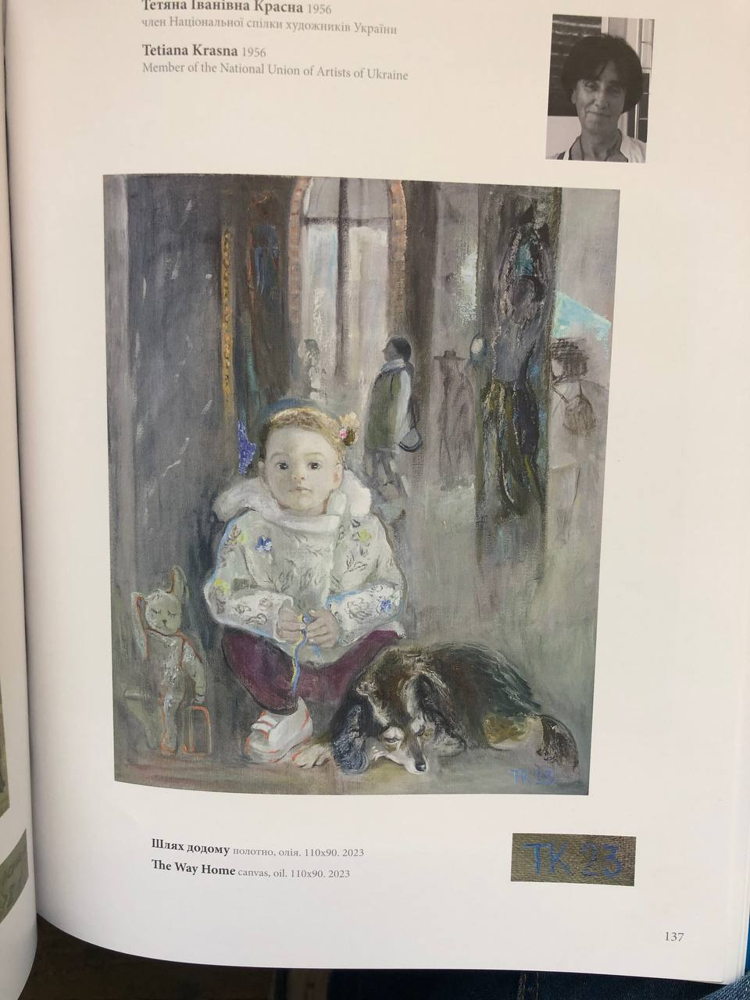 Тетяна Іванівна Красна 1956
член Національної спілки художників України
Tetiana Krasna 1956
Member of the National Union of Artists of Ukraine
TK 23
Шлях додому полотно, олія. 110x90. 2023
The Way Home canvas, oil. 110x90. 2023
TK 23
137